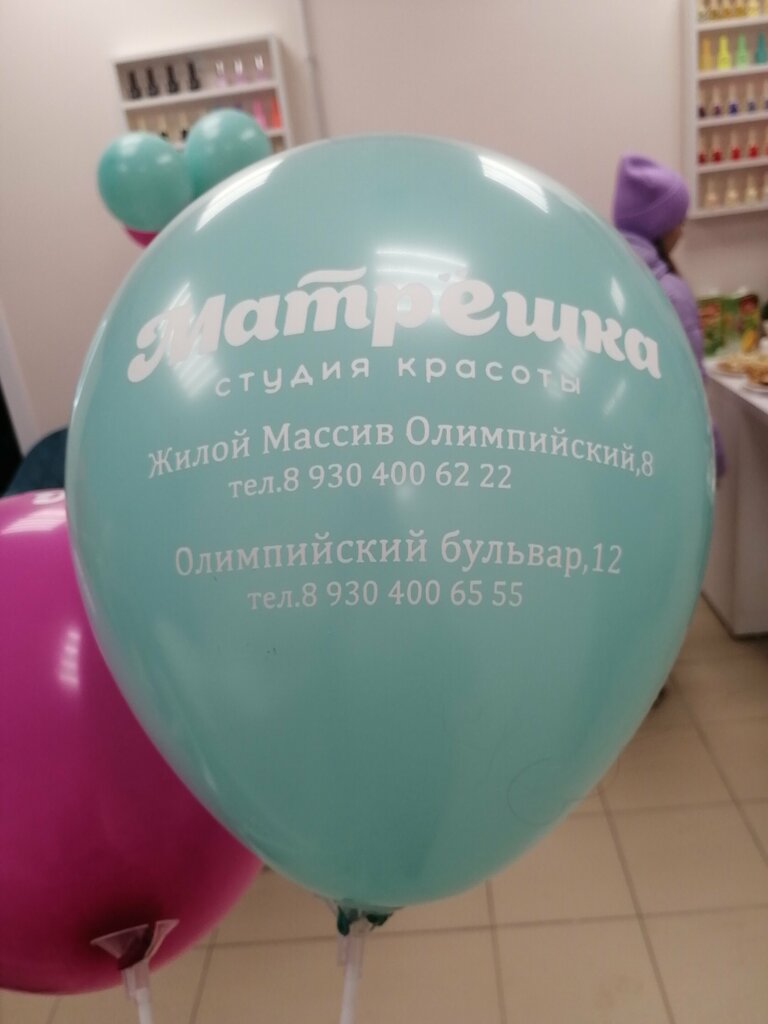 Матрёшка
студия красоты
Жилой Массив Олимпийский,8
тел.8 930 400 62 22
Олимпийский бульвар,12
тел.8 930 400 65 55